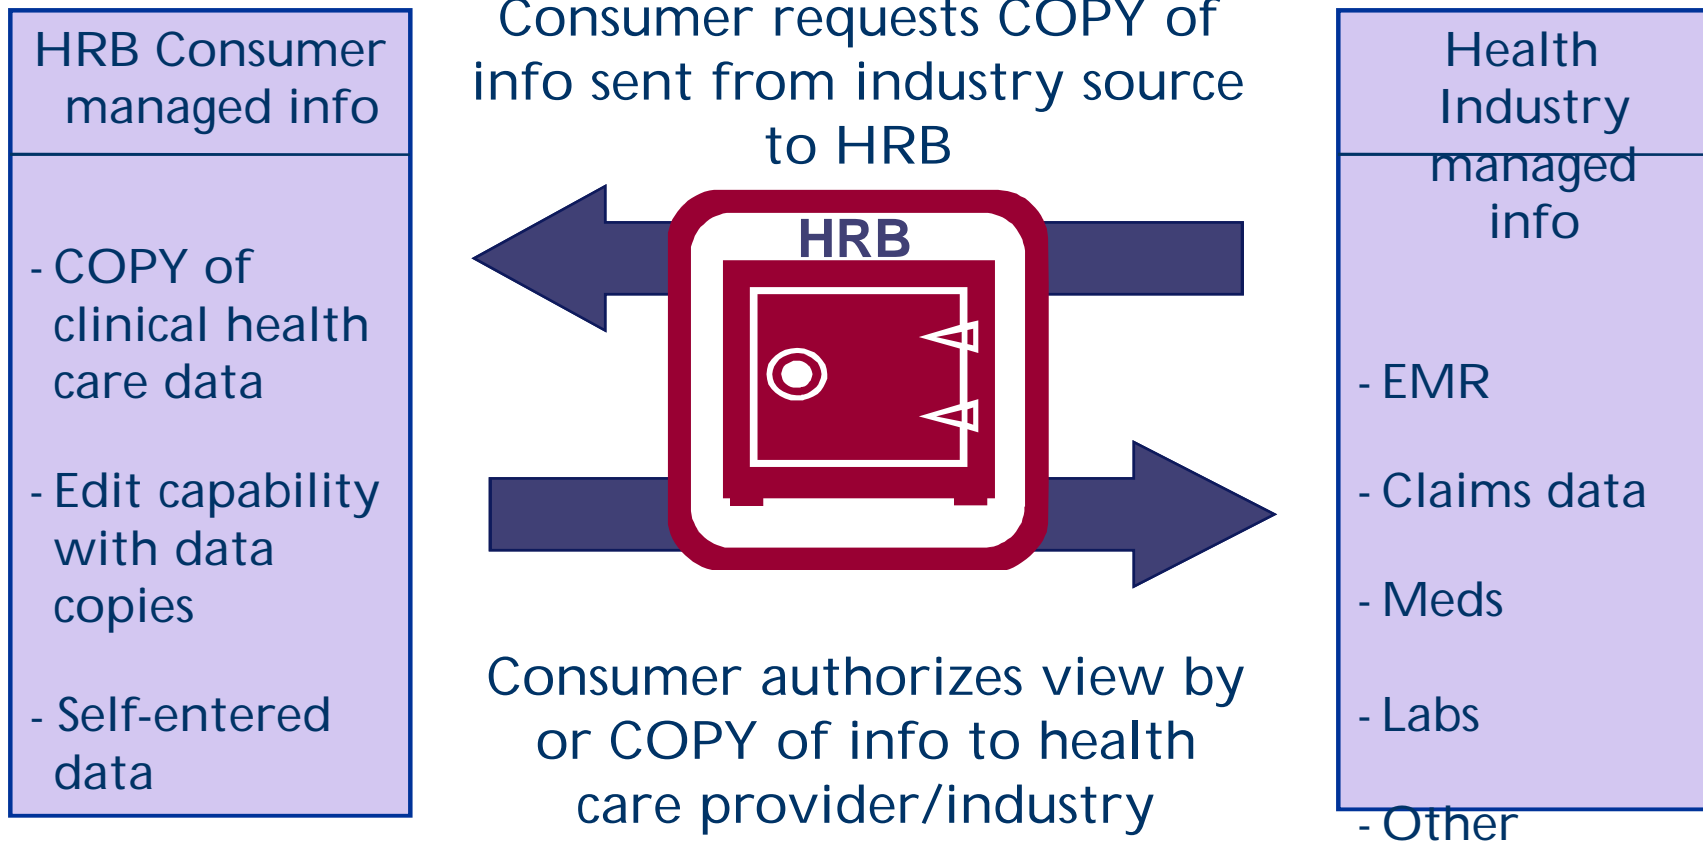 HRB Consumer
managed info
- COPY of
clinical health
care data
- Edit capability
with data
copies
- Self-entered
data
Consumer requests COPY of
info sent from industry source
to HRB
HRB
Consumer authorizes view by
or COPY of info to health
care provider/industry
Health
Industry
managed
info
- EMR
- Claims data
- Meds
- Labs
- Other